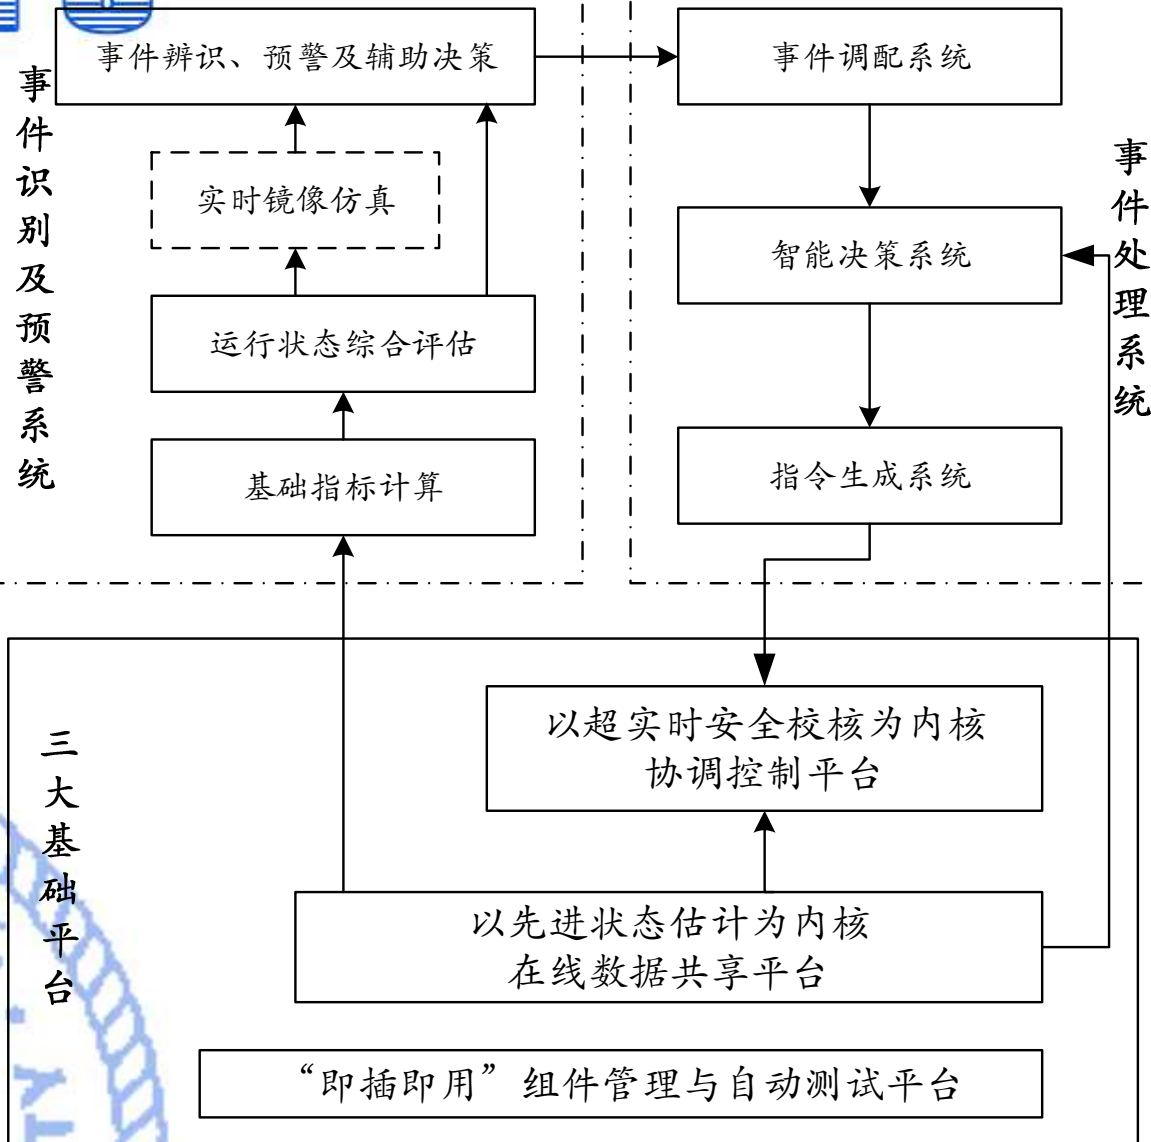 事件识别及预警系统
事件辨识、预警及辅助决策
实时镜像仿真
运行状态综合评估
基础指标计算
事件调配系统
智能决策系统
指令生成系统
事件处理系统
三大基础平台
以超实时安全校核为内核
协调控制平台
以先进状态估计为内核
在线数据共享平台
“即插即用”组件管理与自动测试平台